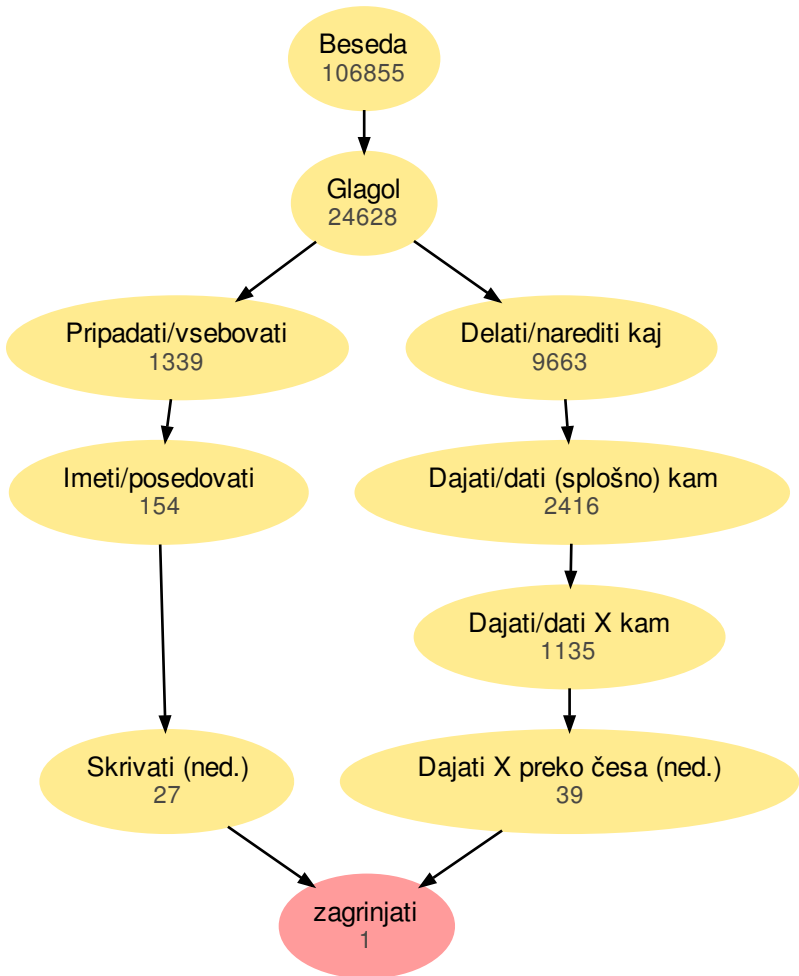 Beseda
106855
Glagol
24628
Pripadati/vsebovati
1339
Delati/narediti kaj
9663
Imeti/posedovati
154
Dajati/dati (splošno) kam
2416
Dajati/dati X kam
1135
Skrivati (ned.)
27
Dajati X preko česa (ned.)
39
zagrinjati
1